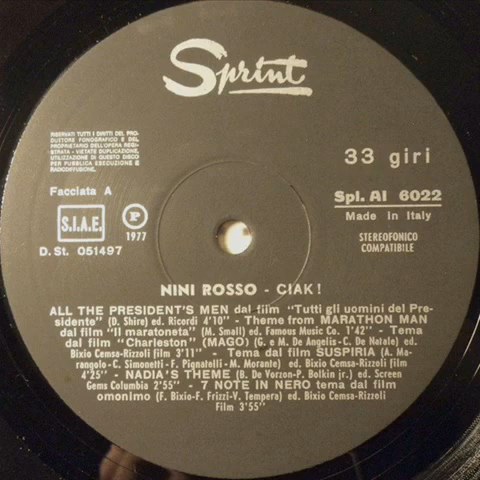 Sprint
RISERVATI TUTTI I DIRITTI DEL PRO-
DUTTORE FONOGRAFICO E DEL
PROPRIETARIO DELL'OPERA REGI-
STRATA - VIETATE DUPLICAZIONE,
UTILIZZAZIONE DI QUESTO DISCO
PER PUBBLICA ESECUZIONE E
RADIODIFFUSIONE.
33 giri
Facciata A
Spl. AI 6022
Made in Italy
S.I.A.E.
P
1977
D. St. 051497
STEREOFONICO
COMPATIBILE
NINI ROSSO - CIAK!
ALL THE PRESIDENT'S MEN dal film "Tutti gli uomini del Pre-
sidente" (D. Shire) ed. Ricordi 4'10" - Theme from MARATHON MAN
dal film "Il maratoneta" (M. Small) ed. Famous Music Co. 1'42" - Tema
dal film "Charleston" (MAGO) (G. e M. De Angelis - C. De Natale) ed.
Bixio Cemsa-Rizzoli (film 3'11" - Tema dal film SUSPIRIA (A. Ma-
rangolo - C. Simonetti - F. Pignatelli - M. Morante) ed. Bixio Cemsa-Rizzoli film
4'25" - NADIA'S THEME (B. De Vorzon - P. Bolkin jr.) ed. Screen
Gems Columbia 2'55" - 7 NOTE IN NERO tema dal film
omonimo (F. Bixio-F. Frizzi-V. Tempera) ed. Bixio Cemsa-Rizzoli
Film 3'55"